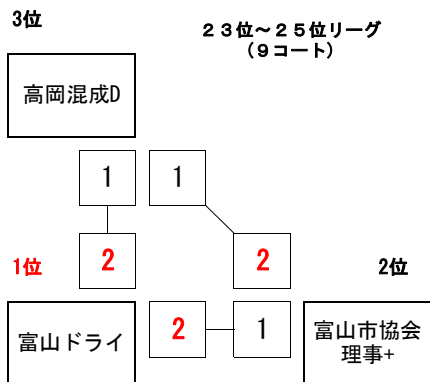 3位
２３位～２５位リーグ
（９コート）
高岡混成D
1 1
2 2
1位
2位
2 1
富山ドライ
富山市協会
理事+